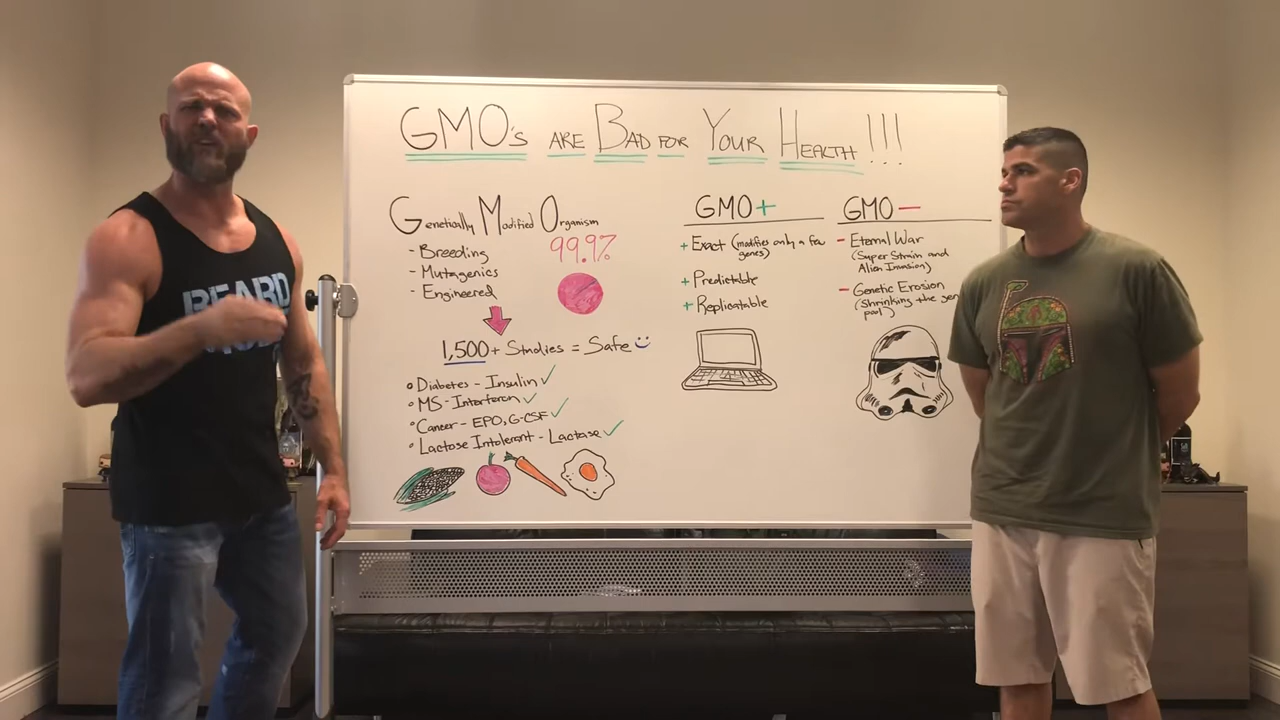 GMO's ARE BAD FOR YOUR HEALTH!!!
Genetically Modified Organism
- Breeding
- Mutagenics
- Engineered
99.9%
1,500+ Studies = Safe
• Diabetes - Insulin ✓
• MS - Interferon ✓
• Cancer - EPO, G-CSF ✓
• Lactose Intolerant - Lactase ✓
GMO+
+ Exact (modifies only a few
genes)
+ Predictable
+ Replicatable
GMO-
- Eternal War
(Super Strain and
Alien Invasion)
- Genetic Erosion
(Shrinking the
pool)
BEARD